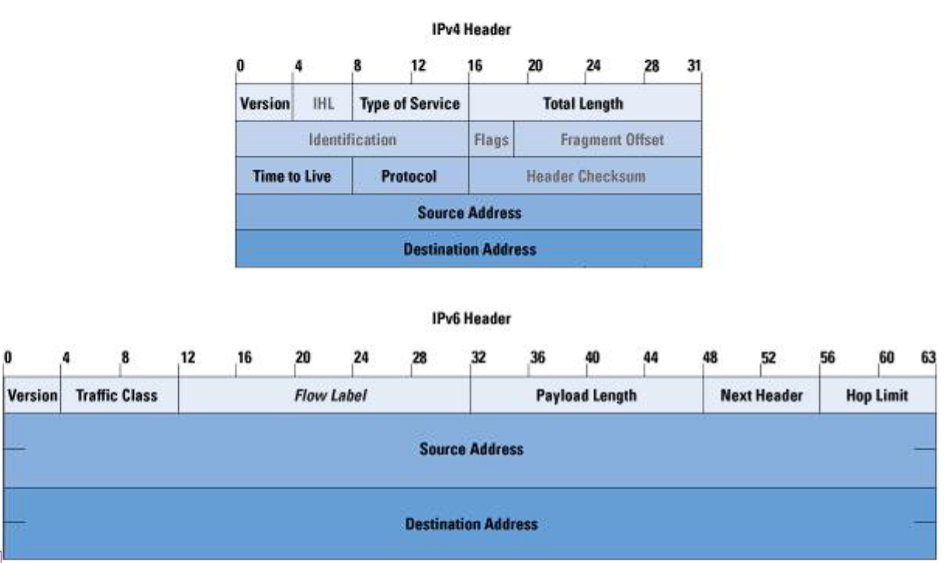 IPv4 Header
0 4 8 12 16 20 24 28 31
Version IHL Type of Service Total Length
Identification Flags Fragment Offset
Time to Live Protocol Header Checksum
Source Address
Destination Address
IPv6 Header
0 4 8 12 16 20 24 28 32 36 40 44 48 52 56 60 63
Version Traffic Class Flow Label Payload Length Next Header Hop Limit
Source Address
Destination Address